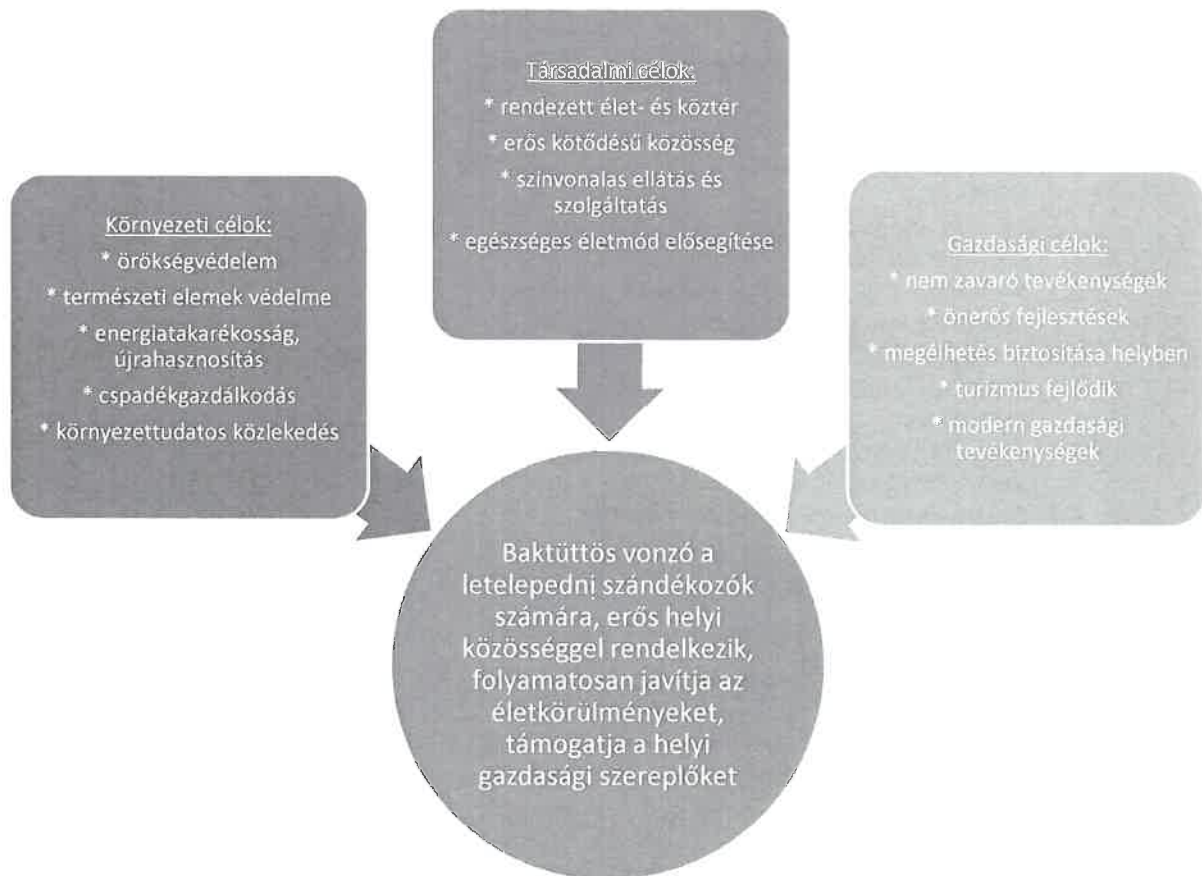 Társadalmi célok:
* rendezett élet- és köztér
* erős kötődésű közösség
* színvonalas ellátás és
szolgáltatás
* egészséges életmód elősegítése
Környezeti célok:
* örökségvédelem
* természeti elemek védelme
* energiatakarékosság,
újrahasznosítás
* cspadékgazdálkodás
* környezettudatos közlekedés
Gazdasági célok:
* nem zavaró tevékenységek
* önerős fejlesztések
* megélhetés biztosítása helyben
* turizmus fejlődik
* modern gazdasági
tevékenységek
Baktüttös vonzó a
letelepedni szándékozók
számára, erős helyi
közösséggel rendelkezik,
folyamatosan javítja az
életkörülményeket,
támogatja a helyi
gazdasági szereplőket